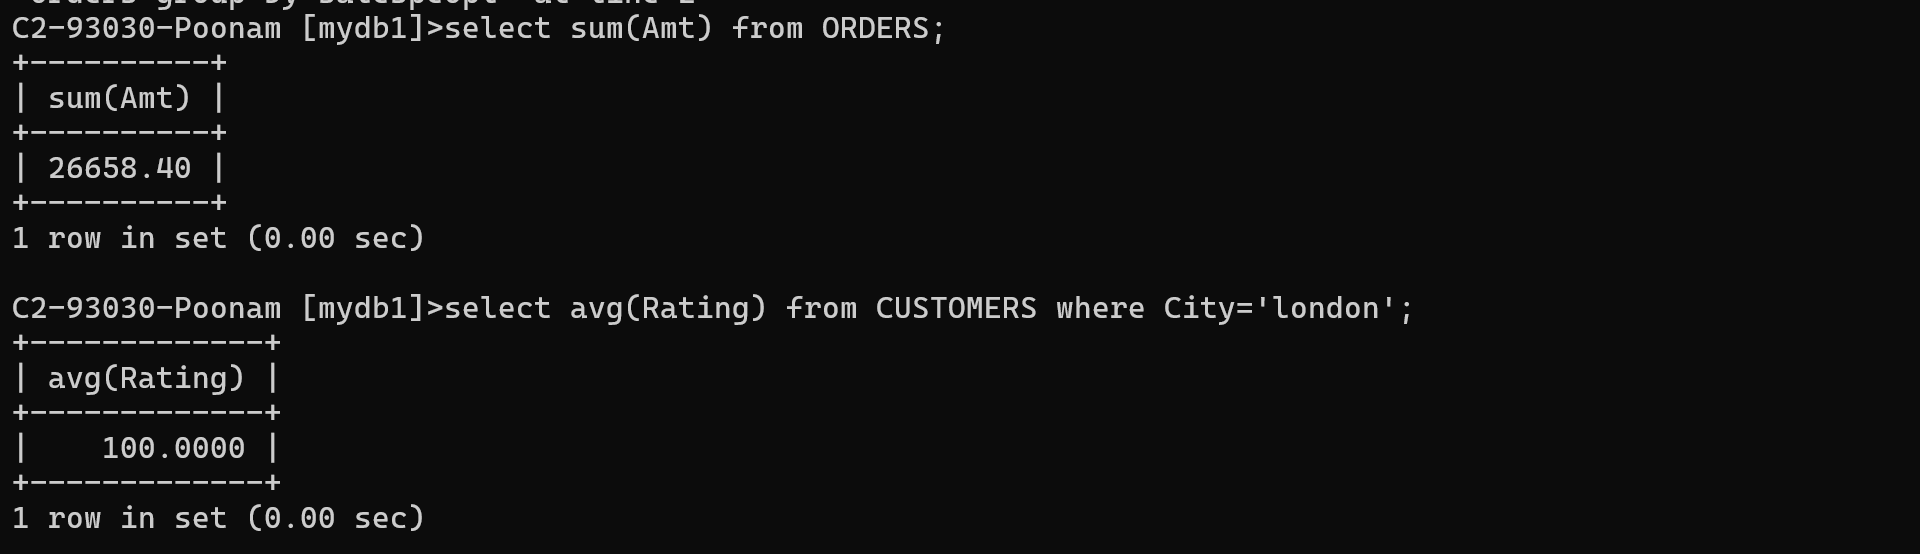 C2-93030-Poonam [mydb1]>select sum(Amt) from ORDERS;
+----------+
| sum(Amt) |
+----------+
| 26658.40 |
+----------+
1 row in set (0.00 sec)
C2-93030-Poonam [mydb1]>select avg(Rating) from CUSTOMERS where City='london';
+-------------+
| avg(Rating) |
+-------------+
|    100.0000 |
+-------------+
1 row in set (0.00 sec)